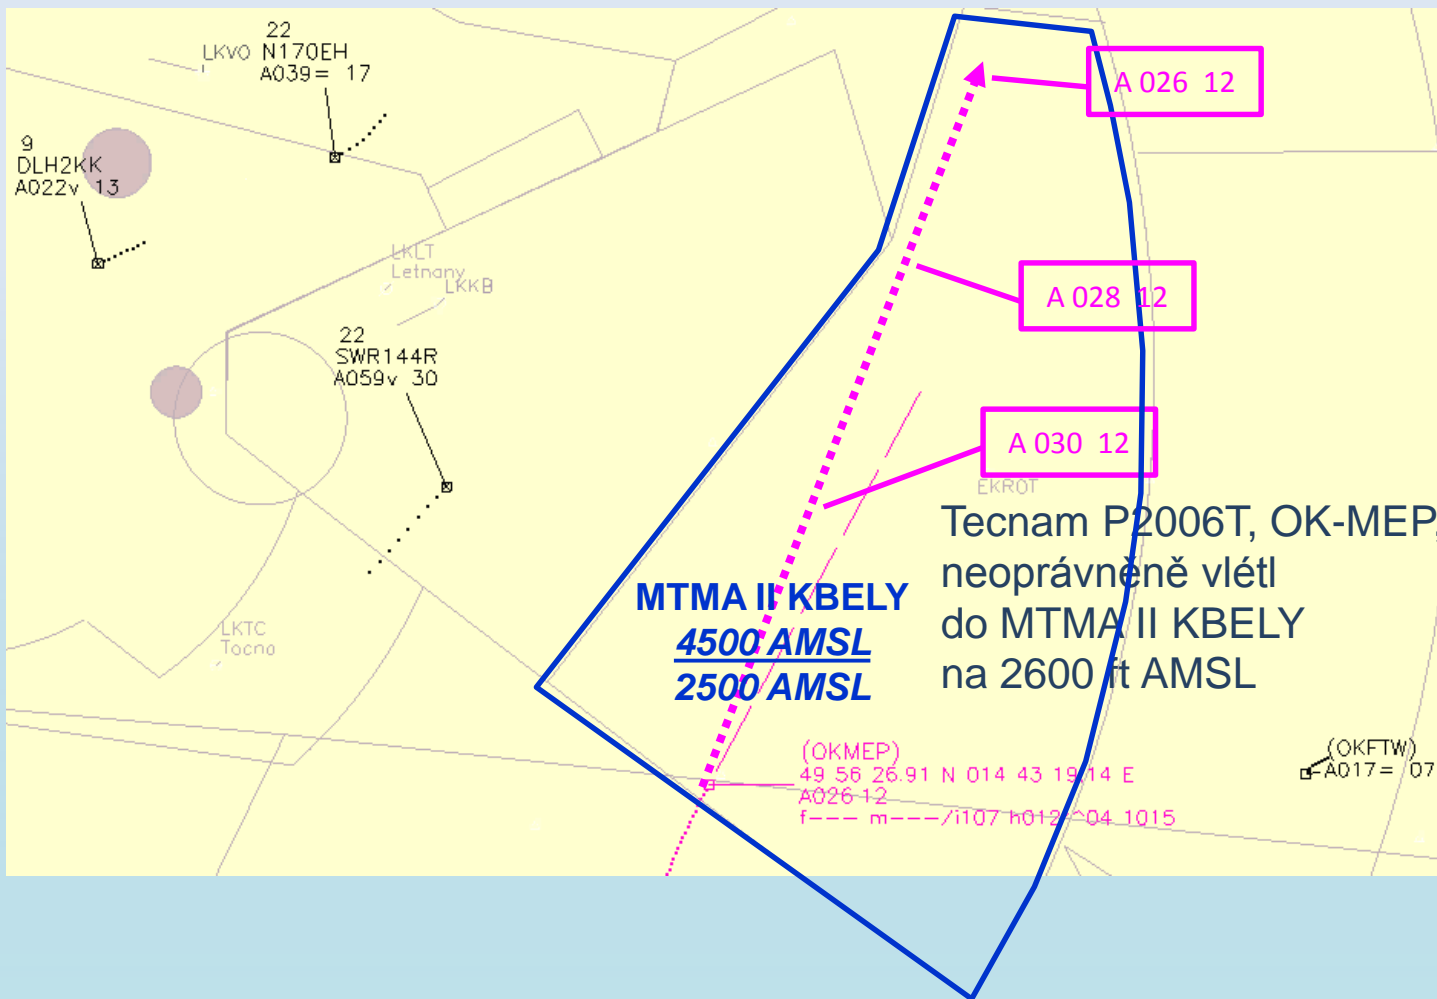 22
LKVO N170EH
A039= 17
9
DLH2KK
A022v 13
A 026 12
LKLT
Letnany
LKKB
A 028 12
22
SWR144R
A059v 30
A 030 12
EKROT
Tecnam P2006T, OK-MEP,
neoprávněně vlétl
do MTMA II KBELY
na 2600 ft AMSL
MTMA II KBELY
4500 AMSL
2500 AMSL
LKTC
Tocna
(OKMEP)
49 56 26.91 N 014 43 19.14 E
A026 12
f--- m---/i107 h012 ^04 1015
(OKFTW)
A017= 07